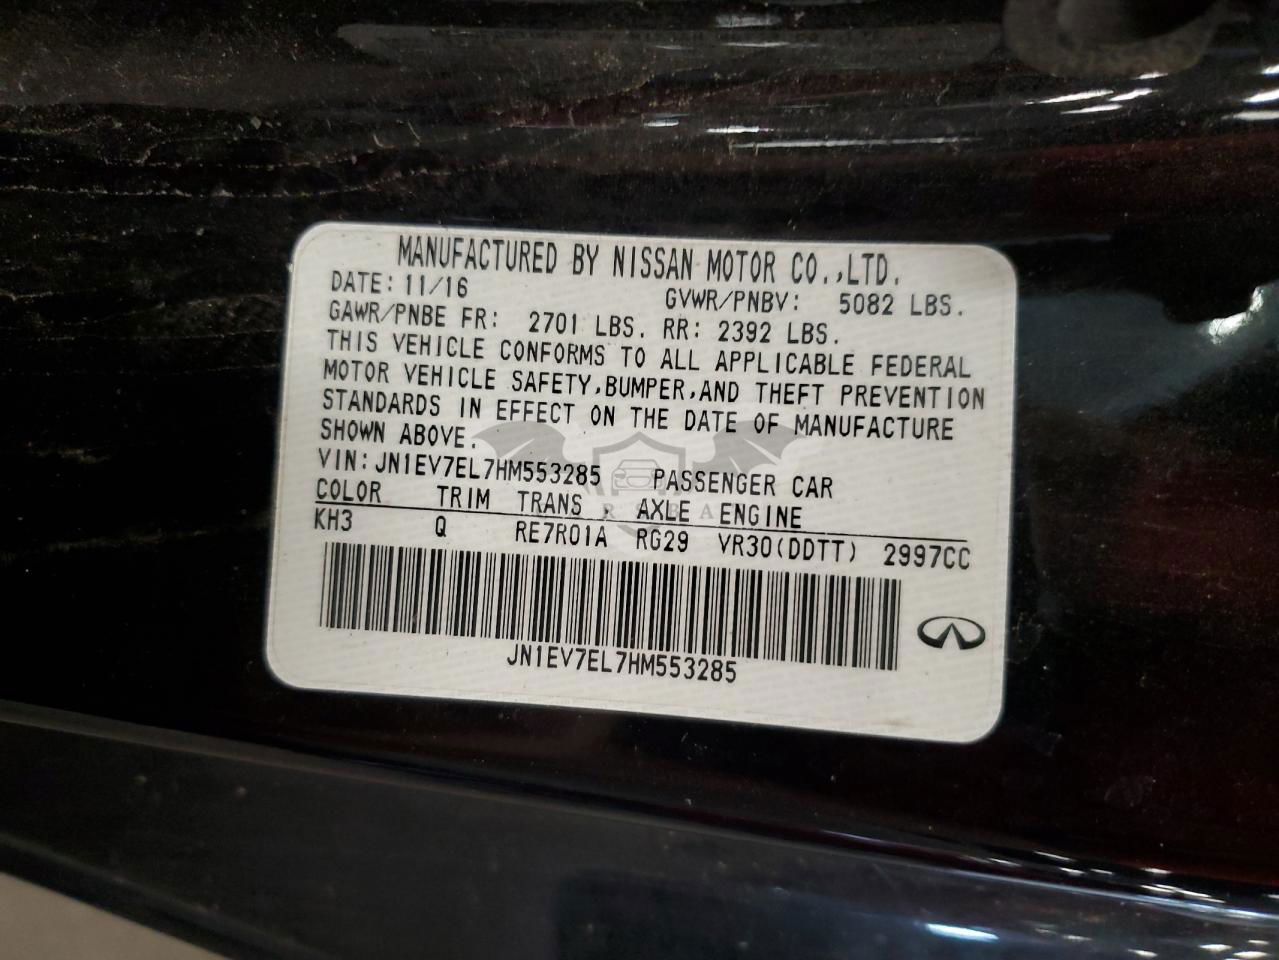 MANUFACTURED BY NISSAN MOTOR CO.,LTD.
DATE: 11/16 GVWR/PNBV: 5082 LBS.
GAWR/PNBE FR: 2701 LBS. RR: 2392 LBS.
THIS VEHICLE CONFORMS TO ALL APPLICABLE FEDERAL
MOTOR VEHICLE SAFETY,BUMPER,AND THEFT PREVENTION
STANDARDS IN EFFECT ON THE DATE OF MANUFACTURE
SHOWN ABOVE.
VIN:JN1EV7EL7HM553285 PASSENGER CAR
COLOR TRIM TRANS AXLE ENGINE
KH3 Q RE7R01A RG29 VR30(DDTT) 2997CC
JN1EV7EL7HM553285